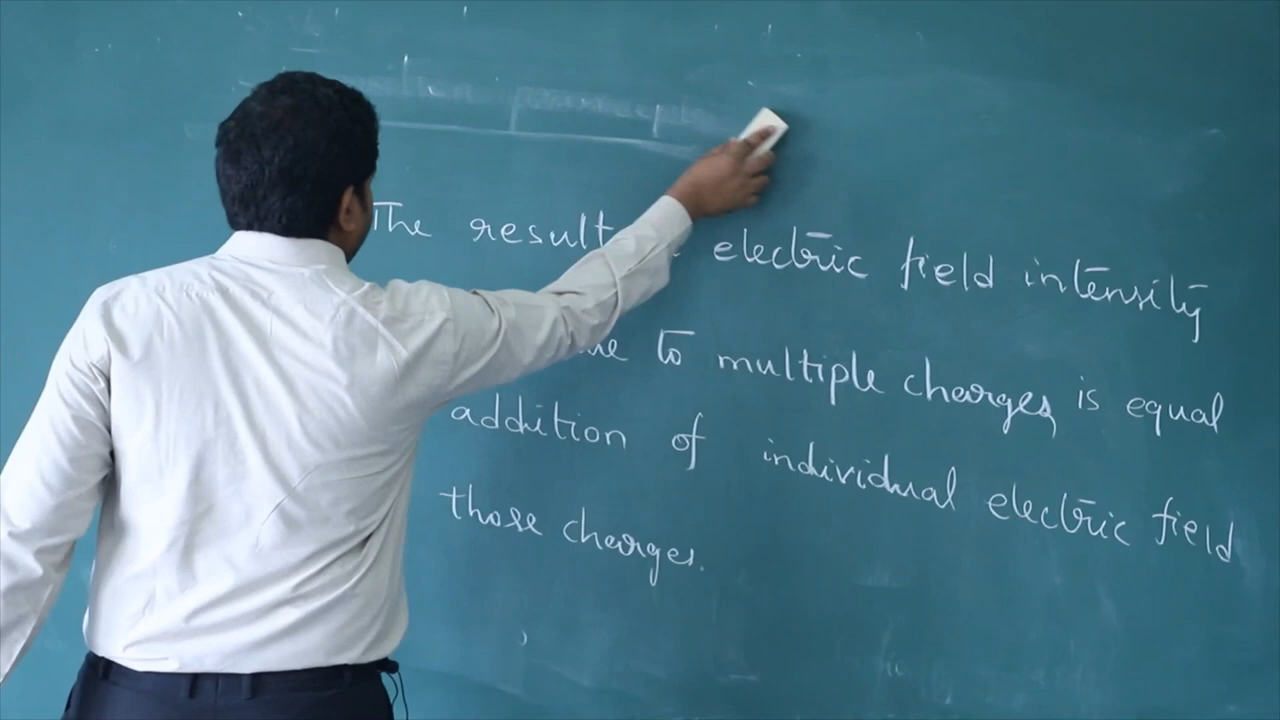 The result electric field intensity
to multiple charges, is equal
addition of individual electric field
those charges.